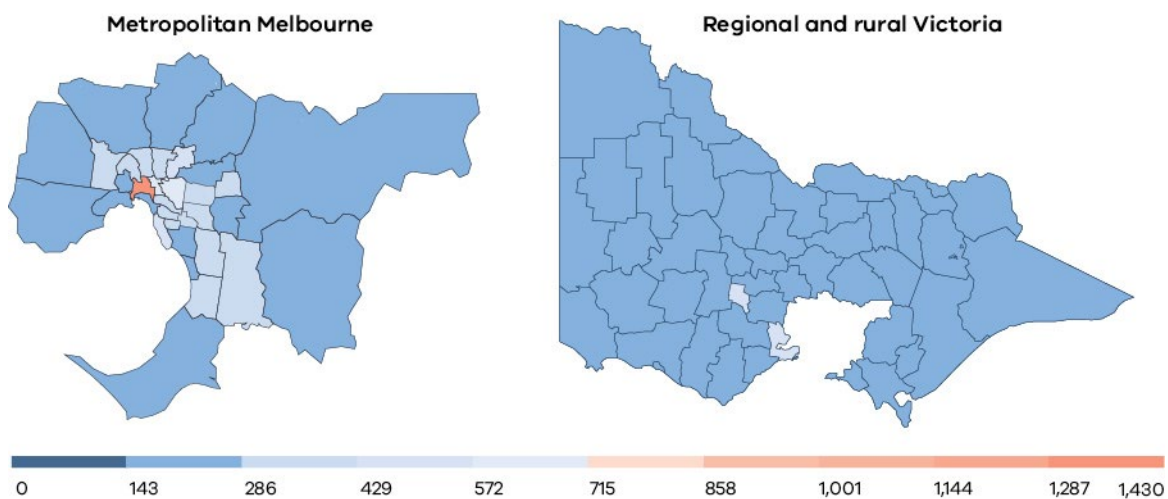 Metropolitan Melbourne
Regional and rural Victoria
0 143 286 429 572 715 858 1,001 1,144 1,287 1,430